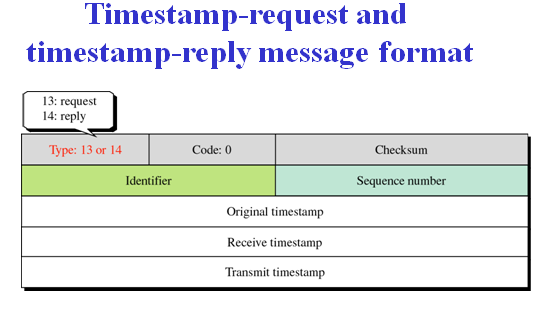 Timestamp-request and
timestamp-reply message format
13: request
14: reply
Type: 13 or 14 Code: 0 Checksum
Identifier Sequence number
Original timestamp
Receive timestamp
Transmit timestamp